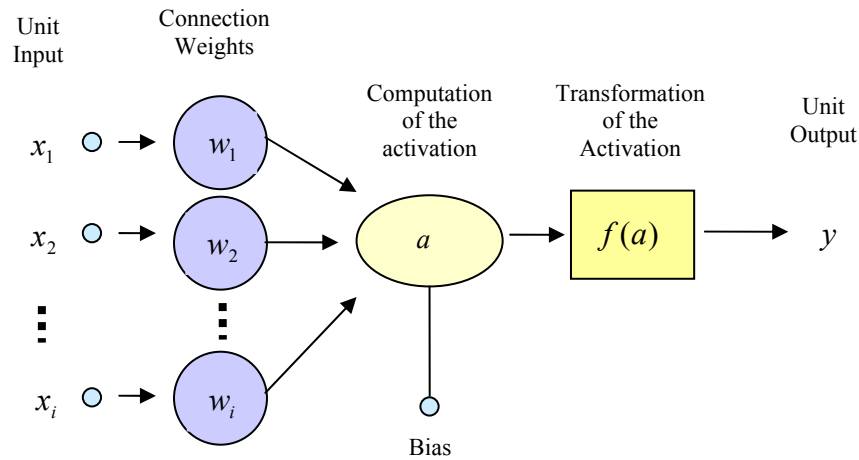 Unit
Input
Connection
Weights
Computation
of the
activation
Transformation
of the
Activation
Unit
Output
x₁
w₁
x₂
w₂
a
f(a)
y
xᵢ
wᵢ
Bias